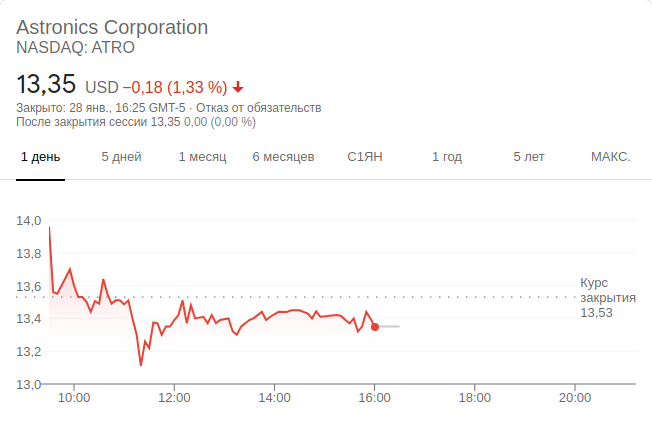 Astronics Corporation
NASDAQ: ATRO
13,35 USD −0,18 (1,33 %)
Закрыто: 28 янв., 16:25 GMT-5 · Отказ от обязательств
После закрытия сессии 13,35 0,00 (0,00 %)
1 день 5 дней 1 месяц 6 месяцев С1ЯН 1 год 5 лет МАКС.
14,0
13,8
13,6
Курс
закрытия
13,53
13,4
13,2
13,0
10:00 12:00 14:00 16:00 18:00 20:00